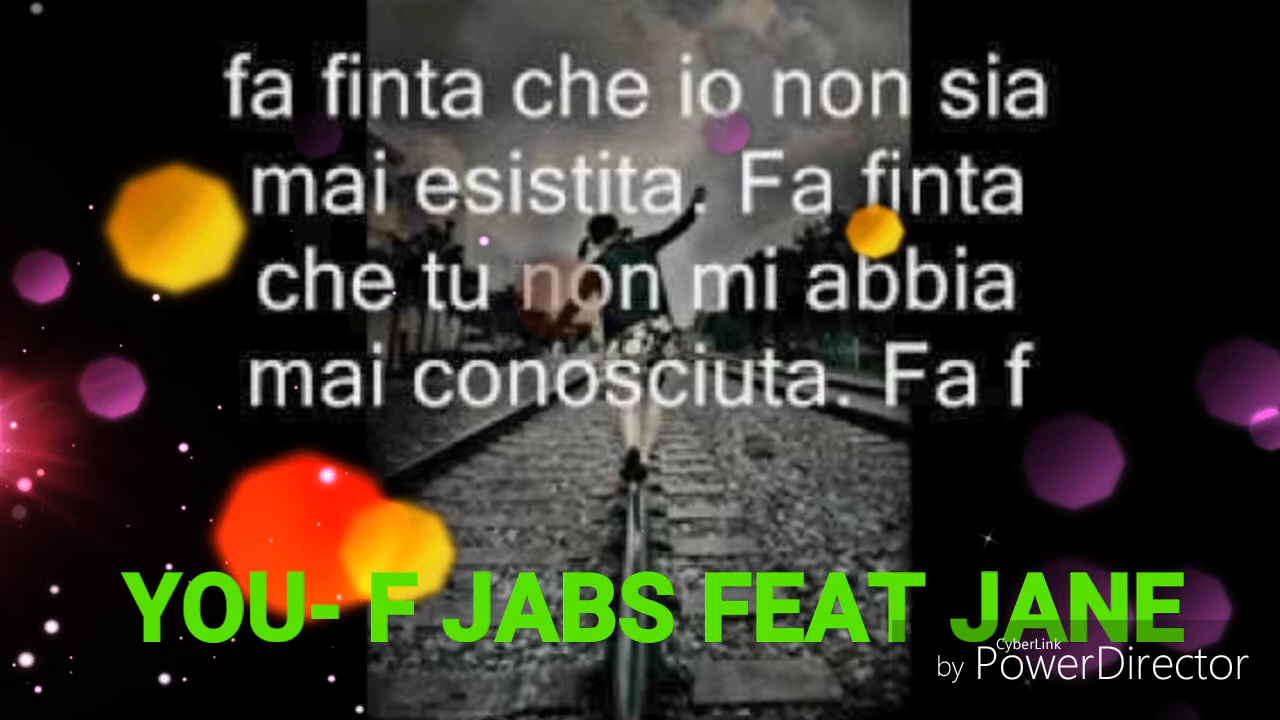 fa finta che io non sia
mai esistita. Fa finta
che tu non mi abbia
mai conosciuta. Fa f
YOU- F JABS FEAT JANE
CyberLink
by PowerDirector